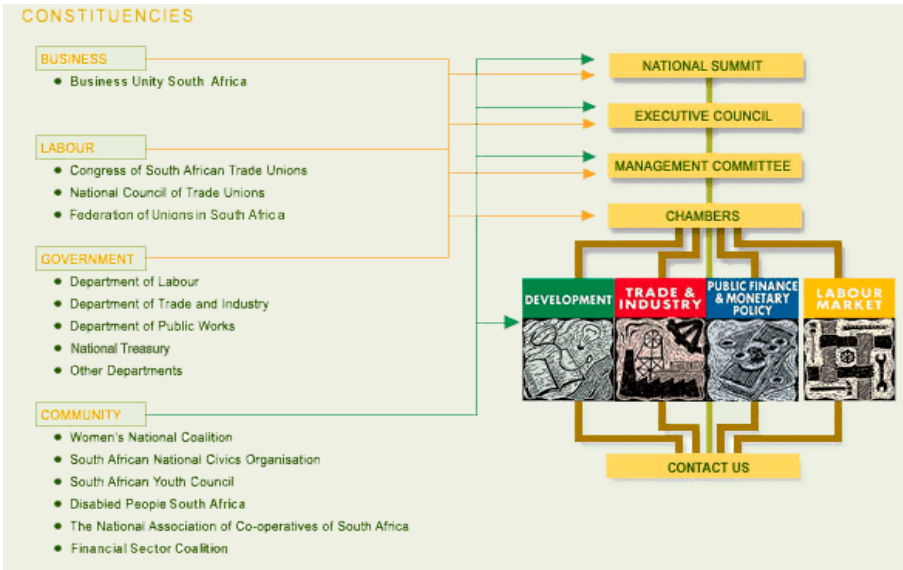 CONSTITUENCIES
BUSINESS
Business Unity South Africa
LABOUR
Congress of South African Trade Unions
National Council of Trade Unions
Federation of Unions in South Africa
GOVERNMENT
Department of Labour
Department of Trade and Industry
Department of Public Works
National Treasury
Other Departments
COMMUNITY
Women's National Coalition
South African National Civics Organisation
South African Youth Council
Disabled People South Africa
The National Association of Co-operatives of South Africa
Financial Sector Coalition
NATIONAL SUMMIT
EXECUTIVE COUNCIL
MANAGEMENT COMMITTEE
CHAMBERS
DEVELOPMENT
TRADE &
INDUSTRY
PUBLIC FINANCE
& MONETARY
POLICY
LABOUR
MARKET
CONTACT US